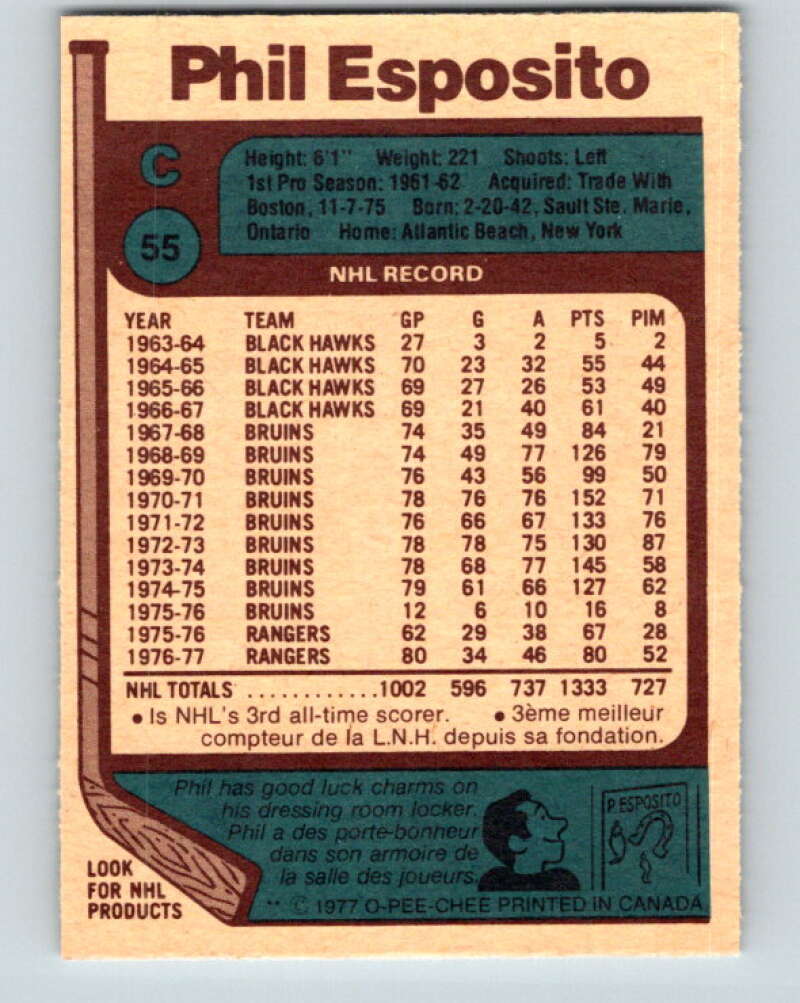 Phil Esposito
C
55
Height: 6'1" Weight: 221 Shoots: Left
1st Pro Season: 1961-62 Acquired: Trade With
Boston, 11-7-75 Born: 2-20-42, Sault Ste. Marie,
Ontario Home: Atlantic Beach, New York
NHL RECORD
YEAR TEAM GP G A PTS PIM
1963-64 BLACK HAWKS 27 3 2 5 2
1964-65 BLACK HAWKS 70 23 32 55 44
1965-66 BLACK HAWKS 69 27 26 53 49
1966-67 BLACK HAWKS 69 21 40 61 40
1967-68 BRUINS 74 35 49 84 21
1968-69 BRUINS 74 49 77 126 79
1969-70 BRUINS 76 43 56 99 50
1970-71 BRUINS 78 76 76 152 71
1971-72 BRUINS 76 66 67 133 76
1972-73 BRUINS 78 78 75 130 87
1973-74 BRUINS 78 68 77 145 58
1974-75 BRUINS 79 61 66 127 62
1975-76 BRUINS 12 6 10 16 8
1975-76 RANGERS 62 29 38 67 28
1976-77 RANGERS 80 34 46 80 52
NHL TOTALS ............1002 596 737 1333 727
• Is NHL's 3rd all-time scorer. • 3ème meilleur
compteur de la L.N.H. depuis sa fondation.
Phil has good luck charms on
his dressing room locker.
Phil a des porte-bonheur
dans son armoire de
la salle des joueurs.
P. ESPOSITO
LOOK
FOR NHL
PRODUCTS
** © 1977 O-PEE-CHEE PRINTED IN CANADA